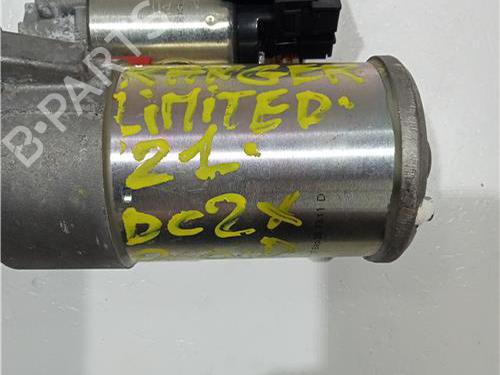 B-PARTS
RANGER
LIMITED.
'21.
DC2X